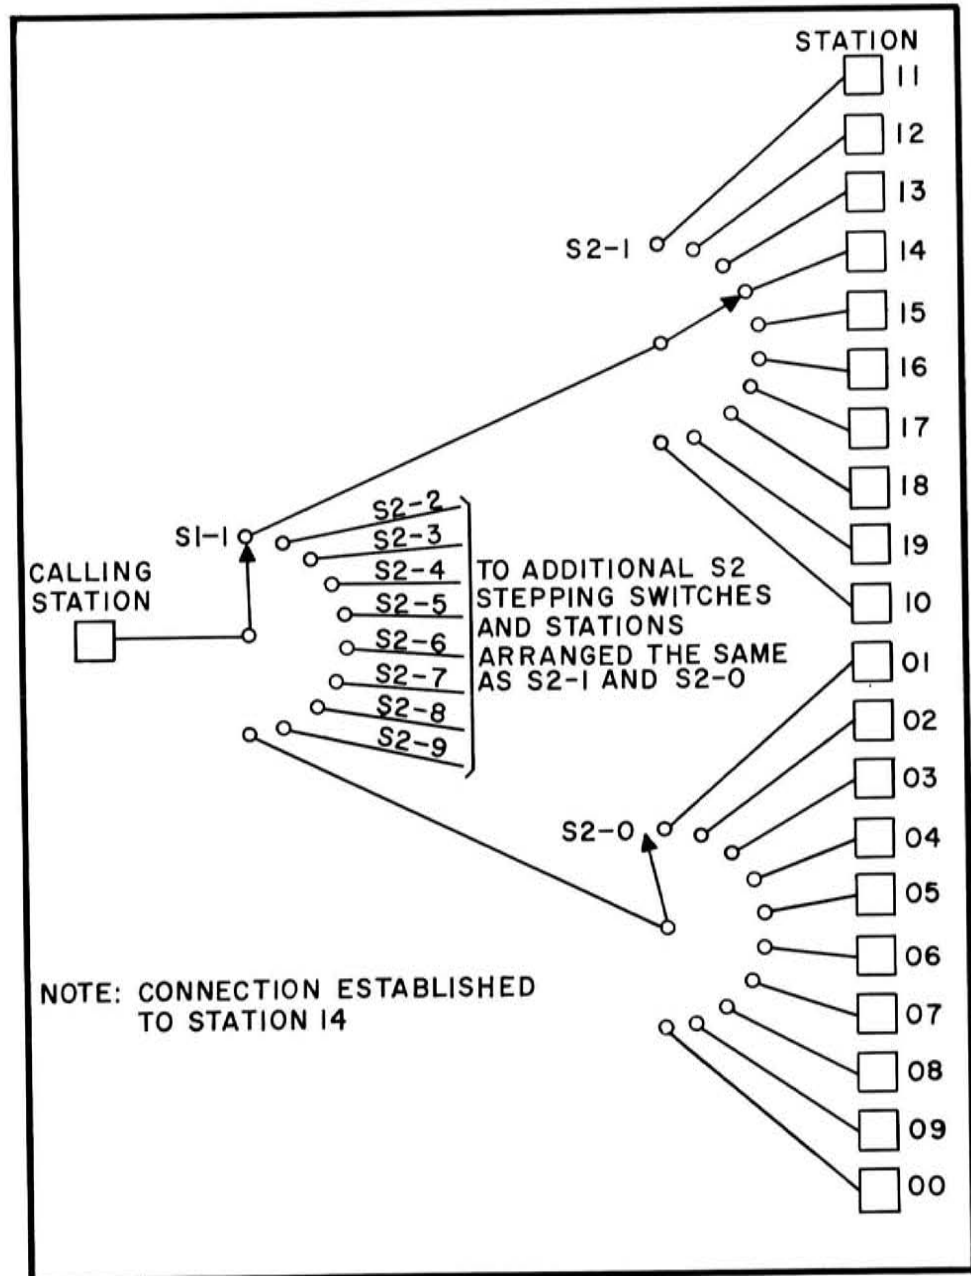 STATION
11
12
13
S2-1
14
15
16
17
18
19
10
S1-1
S2-2
S2-3
S2-4
S2-5
S2-6
S2-7
S2-8
S2-9
CALLING
STATION
TO ADDITIONAL S2
STEPPING SWITCHES
AND STATIONS
ARRANGED THE SAME
AS S2-1 AND S2-0
01
02
03
S2-0
04
05
06
07
08
09
00
NOTE: CONNECTION ESTABLISHED
TO STATION 14